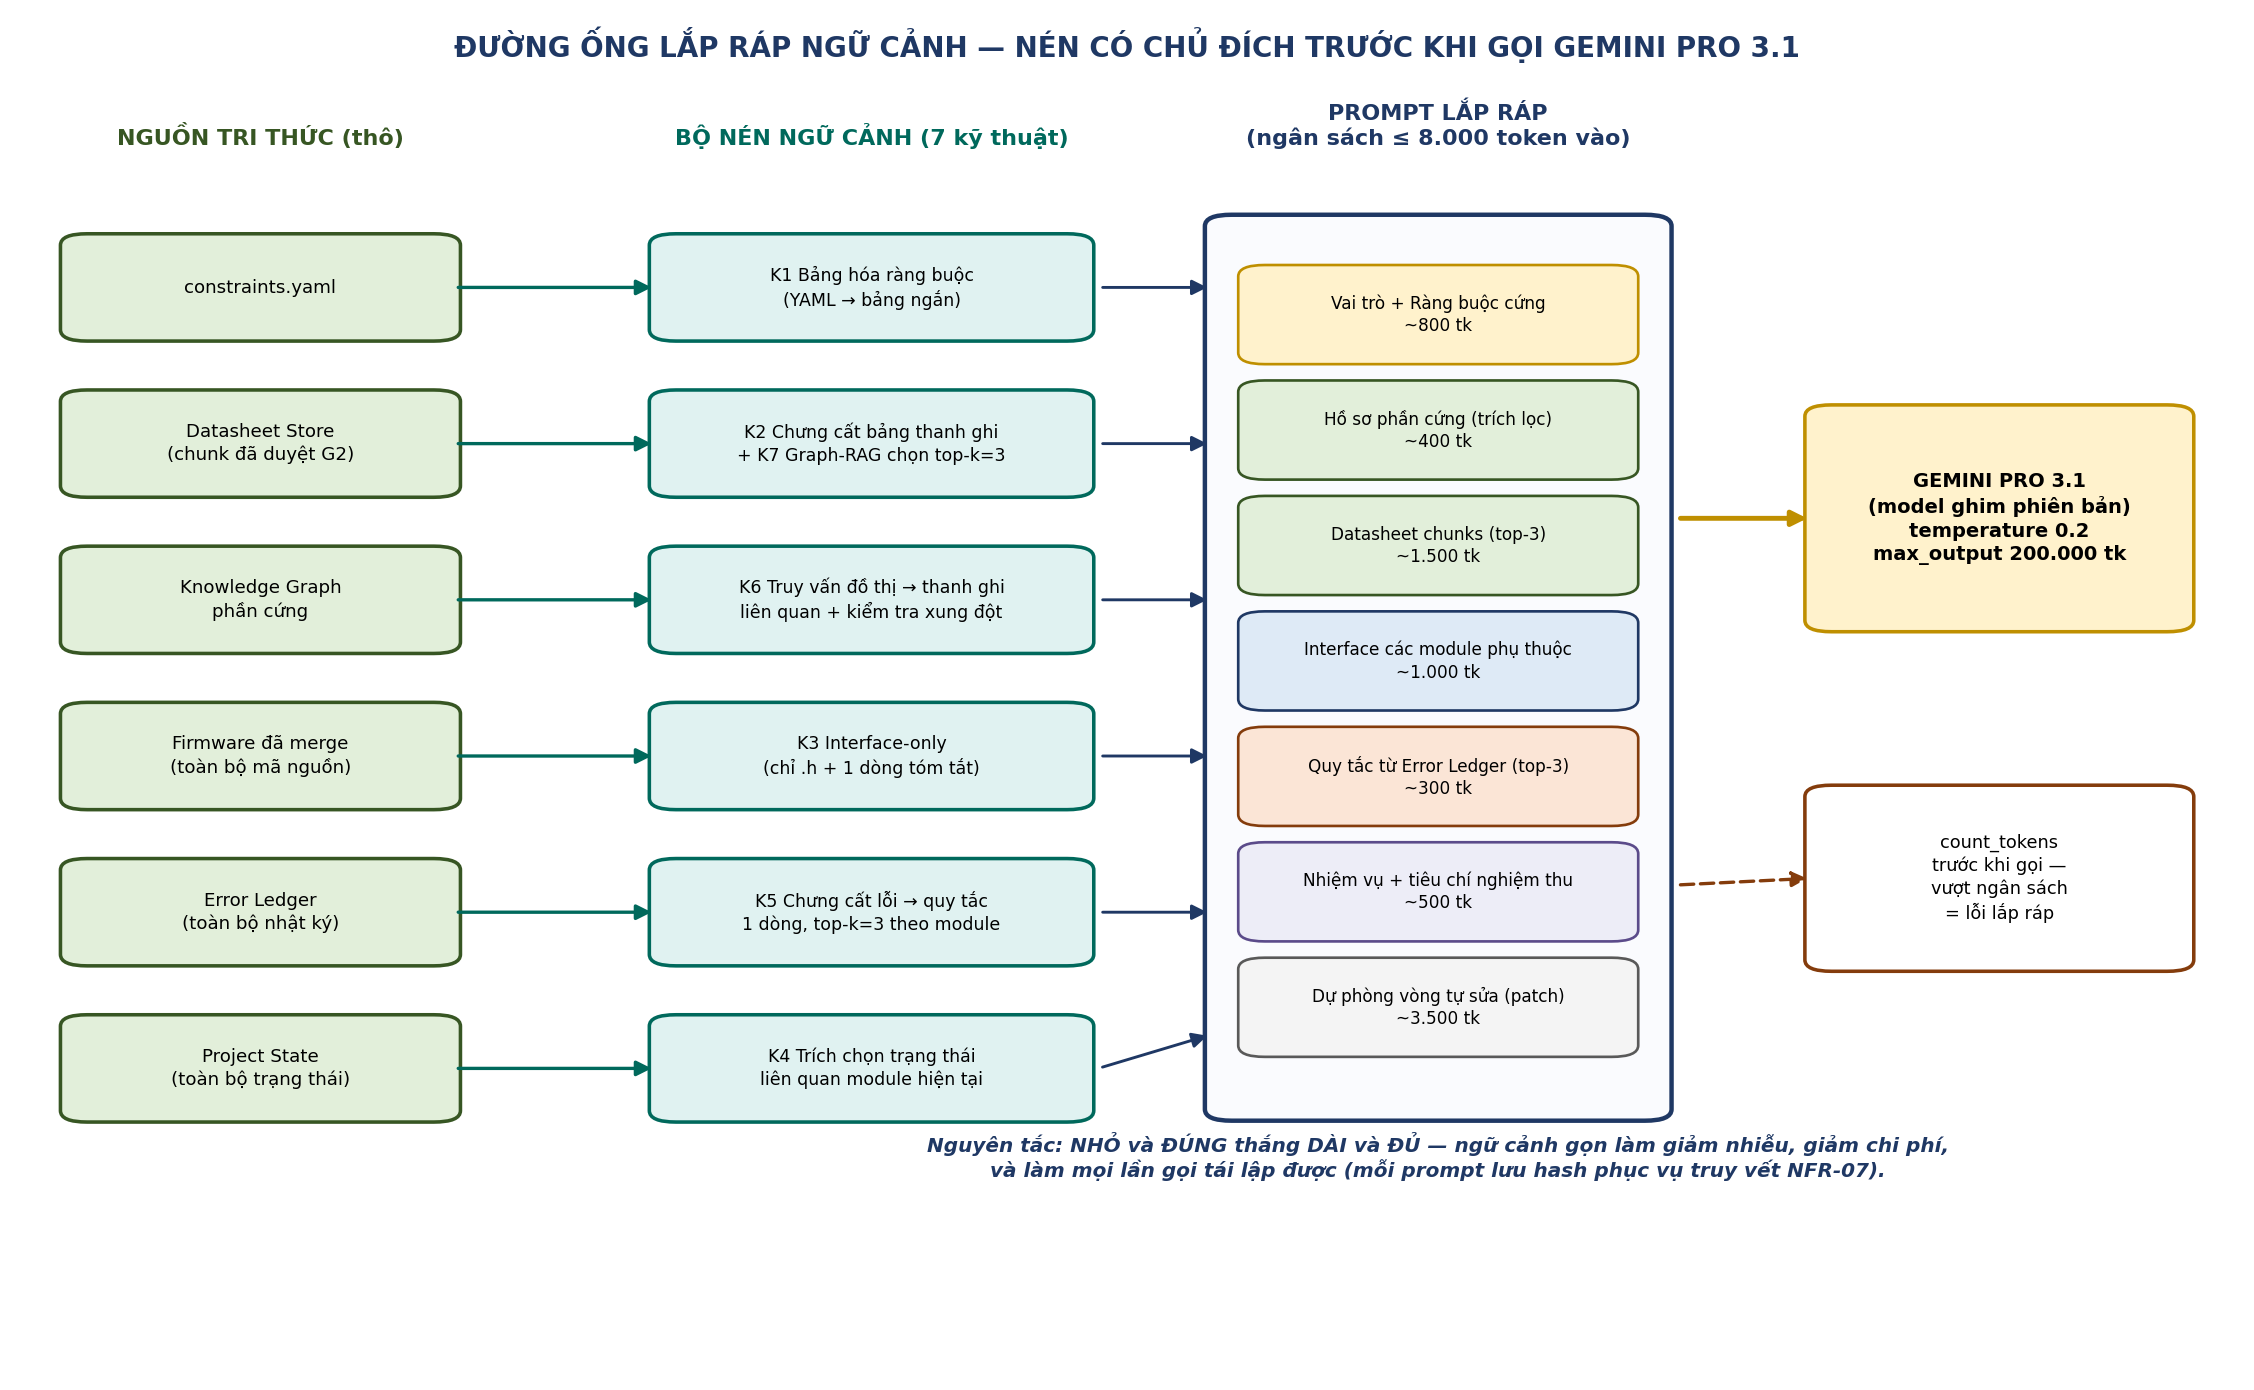 ĐƯỜNG ỐNG LẮP RÁP NGỮ CẢNH — NÉN CÓ CHỦ ĐÍCH TRƯỚC KHI GỌI GEMINI PRO 3.1
NGUỒN TRI THỨC (thô)
BỘ NÉN NGỮ CẢNH (7 kỹ thuật)
PROMPT LẮP RÁP
(ngân sách ≤ 8.000 token vào)
constraints.yaml
Datasheet Store
(chunk đã duyệt G2)
Knowledge Graph
phần cứng
Firmware đã merge
(toàn bộ mã nguồn)
Error Ledger
(toàn bộ nhật ký)
Project State
(toàn bộ trạng thái)
K1 Bảng hóa ràng buộc
(YAML → bảng ngắn)
K2 Chưng cất bảng thanh ghi
+ K7 Graph-RAG chọn top-k=3
K6 Truy vấn đồ thị → thanh ghi
liên quan + kiểm tra xung đột
K3 Interface-only
(chỉ .h + 1 dòng tóm tắt)
K5 Chưng cất lỗi → quy tắc
1 dòng, top-k=3 theo module
K4 Trích chọn trạng thái
liên quan module hiện tại
Vai trò + Ràng buộc cứng
~800 tk
Hồ sơ phần cứng (trích lọc)
~400 tk
Datasheet chunks (top-3)
~1.500 tk
Interface các module phụ thuộc
~1.000 tk
Quy tắc từ Error Ledger (top-3)
~300 tk
Nhiệm vụ + tiêu chí nghiệm thu
~500 tk
Dự phòng vòng tự sửa (patch)
~3.500 tk
GEMINI PRO 3.1
(model ghim phiên bản)
temperature 0.2
max_output 200.000 tk
count_tokens
trước khi gọi —
vượt ngân sách
= lỗi lắp ráp
Nguyên tắc: NHỎ và ĐÚNG thắng DÀI và ĐỦ — ngữ cảnh gọn làm giảm nhiễu, giảm chi phí,
và làm mọi lần gọi tái lập được (mỗi prompt lưu hash phục vụ truy vết NFR-07).